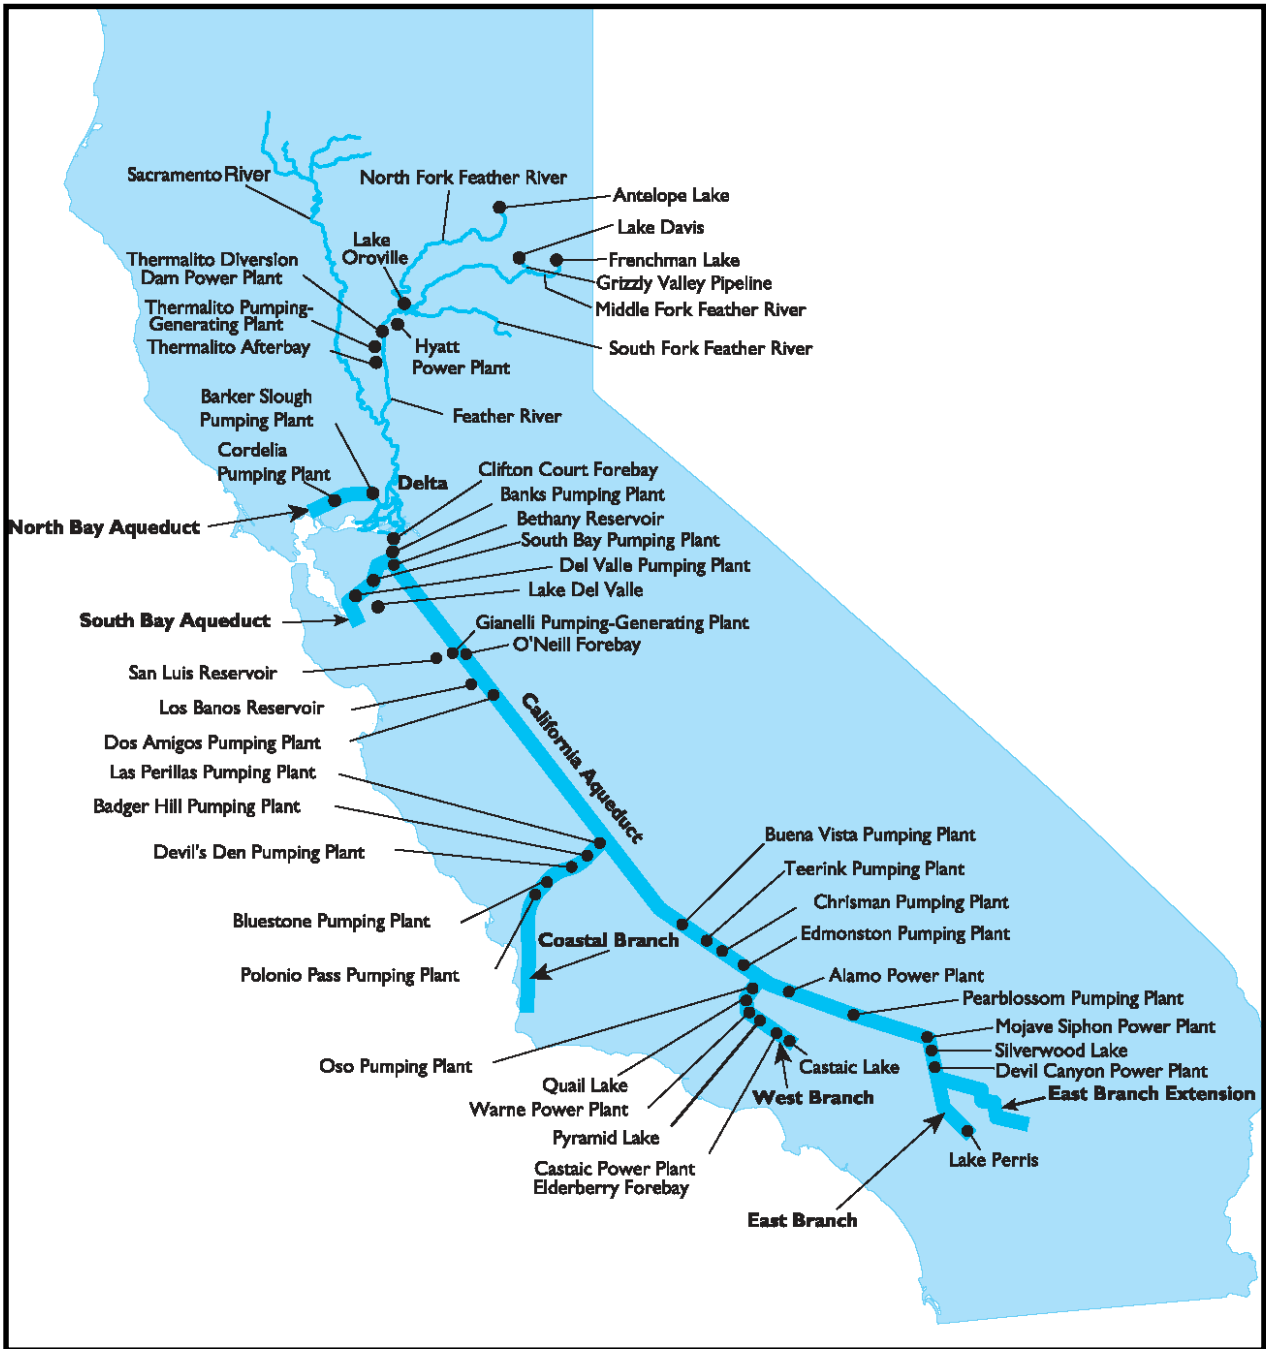 Sacramento River
North Fork Feather River
Antelope Lake
Lake Davis
Lake
Oroville
Frenchman Lake
Thermalito Diversion
Dam Power Plant
Grizzly Valley Pipeline
Middle Fork Feather River
Thermalito Pumping-
Generating Plant
Thermalito Afterbay
Hyatt
Power Plant
South Fork Feather River
Barker Slough
Pumping Plant
Feather River
Cordelia
Pumping Plant
Delta
Clifton Court Forebay
Banks Pumping Plant
North Bay Aqueduct
Bethany Reservoir
South Bay Pumping Plant
Del Valle Pumping Plant
Lake Del Valle
South Bay Aqueduct
Gianelli Pumping-Generating Plant
O'Neill Forebay
San Luis Reservoir
Los Banos Reservoir
Dos Amigos Pumping Plant
California Aqueduct
Las Perillas Pumping Plant
Badger Hill Pumping Plant
Devil's Den Pumping Plant
Buena Vista Pumping Plant
Teerink Pumping Plant
Chrisman Pumping Plant
Bluestone Pumping Plant
Edmonston Pumping Plant
Coastal Branch
Polonio Pass Pumping Plant
Alamo Power Plant
Pearblossom Pumping Plant
Mojave Siphon Power Plant
Silverwood Lake
Oso Pumping Plant
Castaic Lake
Devil Canyon Power Plant
Quail Lake
West Branch
East Branch Extension
Warne Power Plant
Pyramid Lake
Lake Perris
Castaic Power Plant
Elderberry Forebay
East Branch